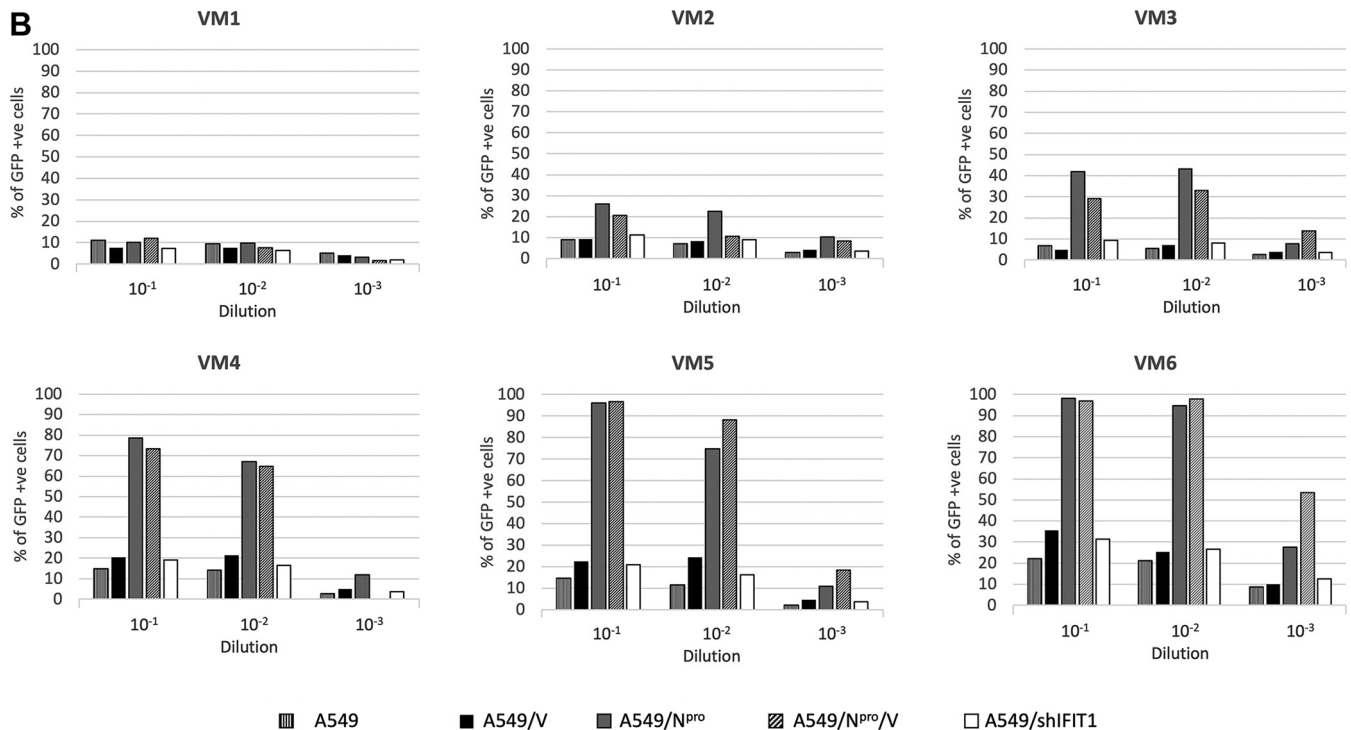 B
VM1
VM2
VM3
% of GFP +ve cells
100
90
80
70
60
50
40
30
20
10
0
10⁻¹ 10⁻² 10⁻³
Dilution
% of GFP +ve cells
100
90
80
70
60
50
40
30
20
10
0
10⁻¹ 10⁻² 10⁻³
Dilution
% of GFP +ve cells
100
90
80
70
60
50
40
30
20
10
0
10⁻¹ 10⁻² 10⁻³
Dilution
VM4
VM5
VM6
% of GFP +ve cells
100
90
80
70
60
50
40
30
20
10
0
10⁻¹ 10⁻² 10⁻³
Dilution
% of GFP +ve cells
100
90
80
70
60
50
40
30
20
10
0
10⁻¹ 10⁻² 10⁻³
Dilution
% of GFP +ve cells
100
90
80
70
60
50
40
30
20
10
0
10⁻¹ 10⁻² 10⁻³
Dilution
A549 A549/V A549/Nᵖʳᵒ A549/Nᵖʳᵒ/V A549/shIFIT1